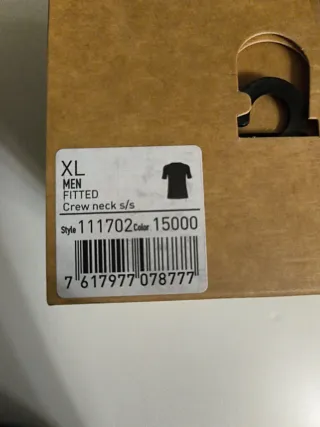 XL
MEN
FITTED
Crew neck s/s
Style 111702 Color 15000
7 617977 078777